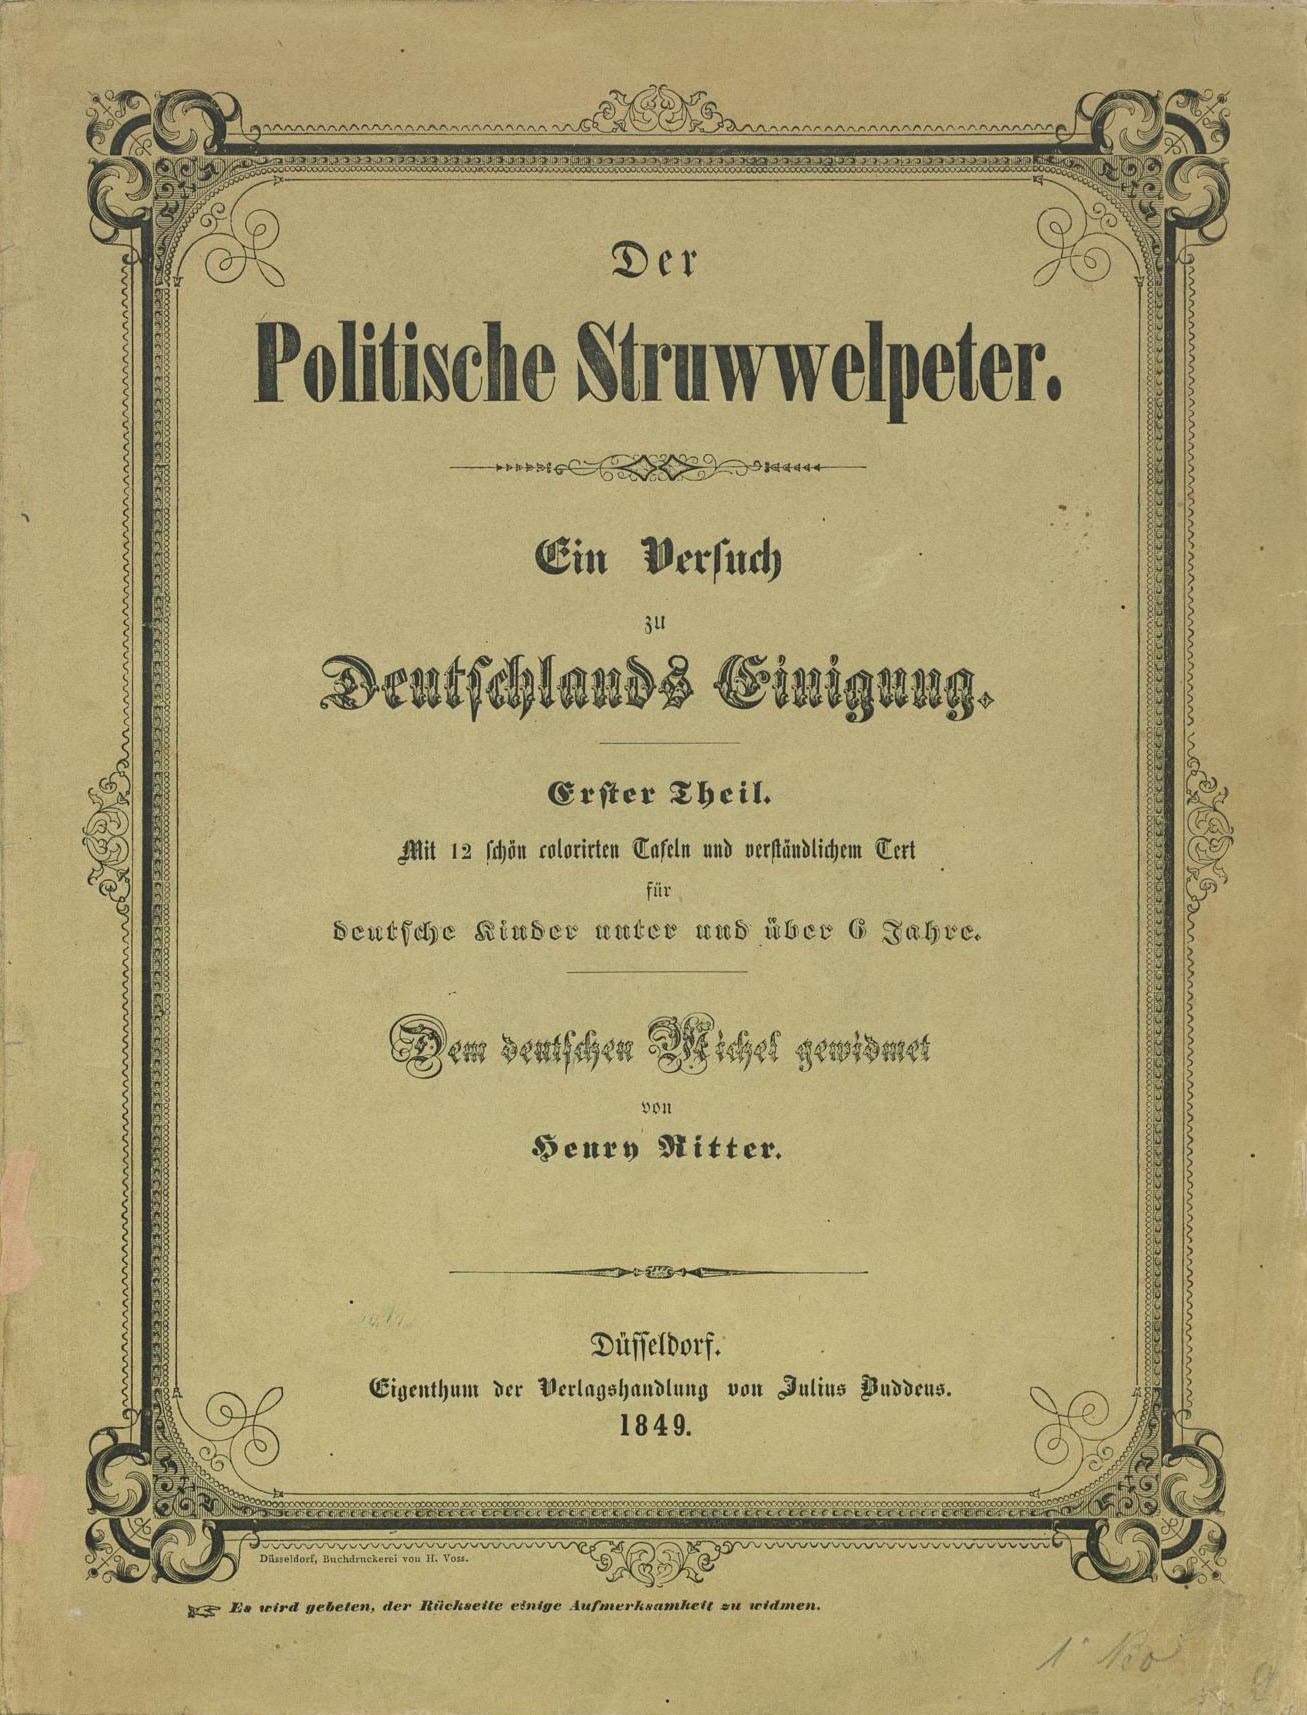 Der
Politische Struwwelpeter.
Ein Versuch
zu
Deutschlands Einigung.
Erster Theil.
Mit 12 schön colorirten Tafeln und verständlichem Text
für
deutsche Kinder unter und über 6 Jahre.
Dem deutschen Michel gewidmet
von
Henry Ritter.
Düsseldorf.
Eigenthum der Verlagshandlung von Julius Buddeus.
1849.
Düsseldorf, Buchdruckerei von H. Voss.
Es wird gebeten, der Rückseite einige Aufmerksamkeit zu widmen.